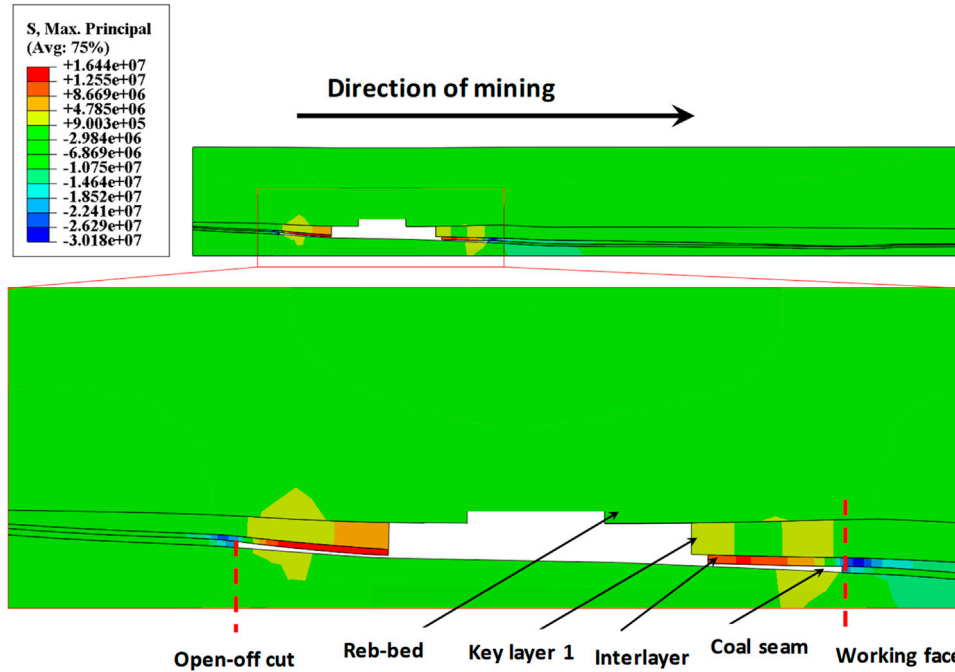 S, Max. Principal
(Avg: 75%)
+1.644e+07
+1.255e+07
+8.669e+06
+4.785e+06
+9.003e+05
-2.984e+06
-6.869e+06
-1.075e+07
-1.464e+07
-1.852e+07
-2.241e+07
-2.629e+07
-3.018e+07
Direction of mining
Open-off cut
Reb-bed
Key layer 1
Interlayer
Coal seam
Working face